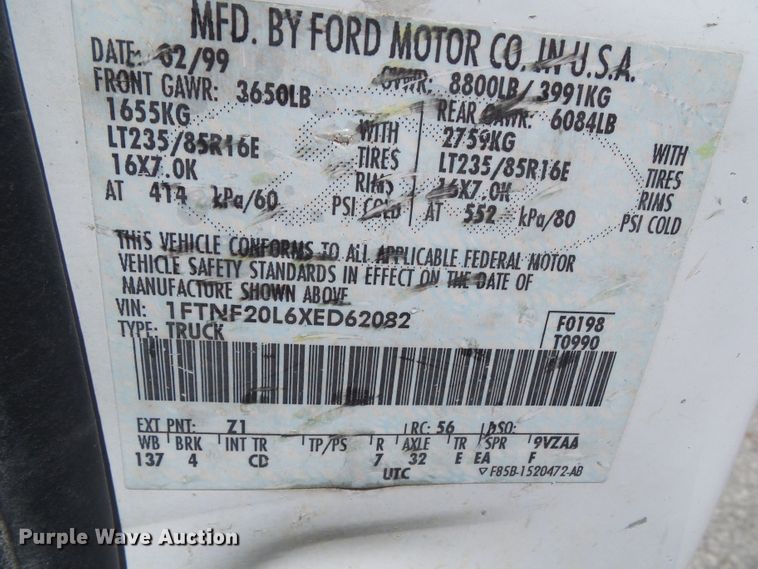 MFD. BY FORD MOTOR CO. IN U.S.A.
DATE: 02/99 GVWR: 8800LB/3991KG
FRONT GAWR: 3650LB REAR GAWR: 6084LB
1655KG WITH 2759KG WITH
LT235/85R16E TIRES LT235/85R16E TIRES
16X7.0K RIMS 16X7.0K RIMS
AT 414 kPa/60 PSI COLD AT 552 kPa/80 PSI COLD
THIS VEHICLE CONFORMS TO ALL APPLICABLE FEDERAL MOTOR
VEHICLE SAFETY STANDARDS IN EFFECT ON THE DATE OF
MANUFACTURE SHOWN ABOVE
VIN: 1FTNF20L6XED62082 F0198
TYPE: TRUCK T0990
EXT PNT: Z1 RC: 56 DSO:
WB BRK INT TR TP/PS R AXLE TR SPR 9VZAA
137 4 CD 7 32 E EA F
UTC ▽ F85B-1520472-AB
Purple Wave Auction